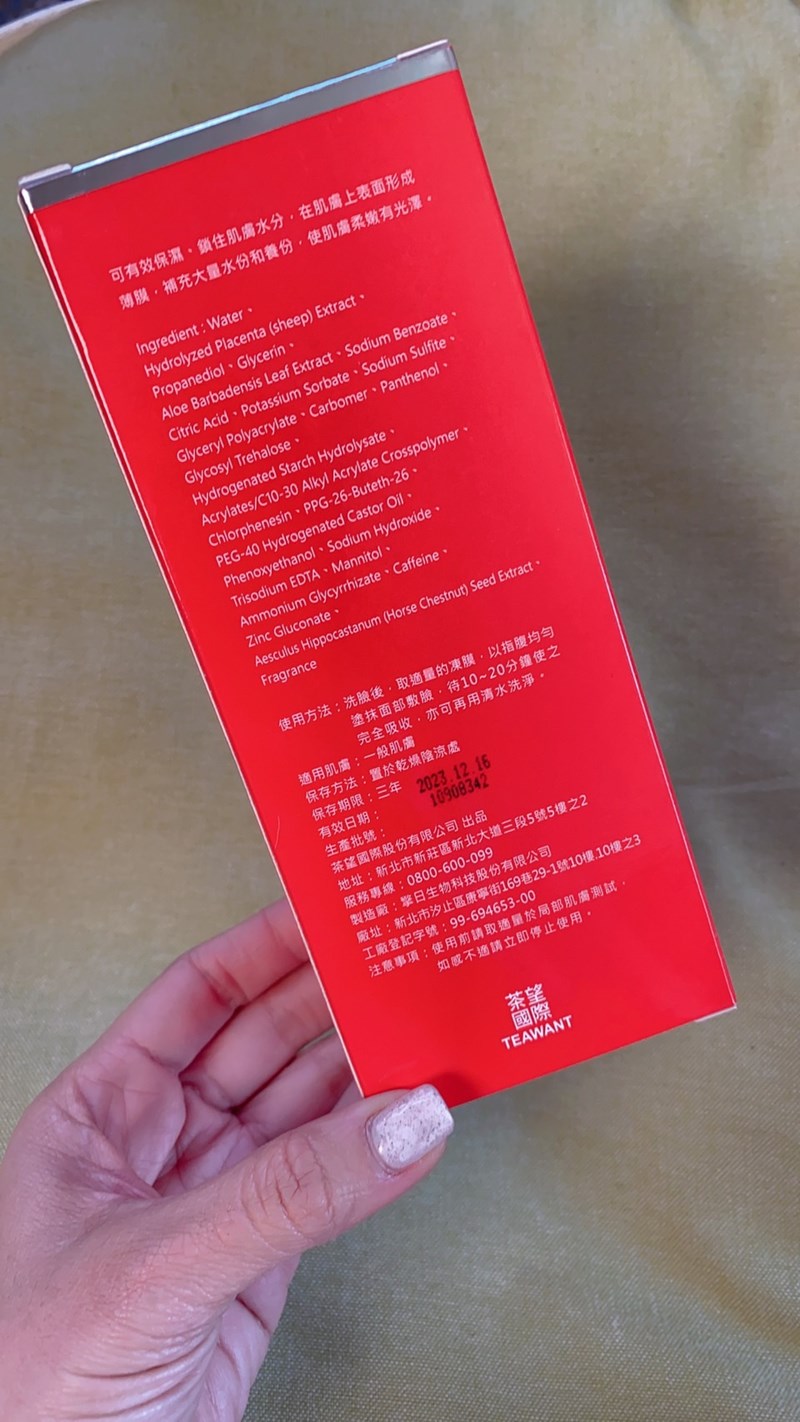 可有效保濕。鎖住肌膚水分，在肌膚上表面形成
薄膜，補充大量水份和養份，使肌膚柔嫩有光澤。
Ingredient : Water、
Hydrolyzed Placenta (sheep) Extract、
Propanediol、Glycerin、
Aloe Barbadensis Leaf Extract、Sodium Benzoate、
Citric Acid、Potassium Sorbate、Sodium Sulfite、
Glyceryl Polyacrylate、Carbomer、Panthenol、
Glycosyl Trehalose、
Hydrogenated Starch Hydrolysate、
Acrylates/C10-30 Alkyl Acrylate Crosspolymer、
Chlorphenesin、PPG-26-Buteth-26、
PEG-40 Hydrogenated Castor Oil、
Phenoxyethanol、Sodium Hydroxide、
Trisodium EDTA、Mannitol、
Ammonium Glycyrrhizate、Caffeine、
Zinc Gluconate、
Aesculus Hippocastanum (Horse Chestnut) Seed Extract、
Fragrance
使用方法：洗臉後，取適量的凍膜，以指腹均勻
塗抹面部敷臉，待10~20分鐘使之
完全吸收，亦可再用清水洗淨。
適用肌膚：一般肌膚
保存方法：置於乾燥陰涼處
保存期限：三年
有效日期： 2023.12.16
生產批號： 10908342
茶望國際股份有限公司 出品
地址：新北市新莊區新北大道三段5號5樓之2
服務專線：0800-600-099
製造廠：擎日生物科技股份有限公司
廠址：新北市汐止區康寧街169巷29-1號10樓.10樓之3
工廠登記字號：99-694653-00
注意事項：使用前請取適量於局部肌膚測試，
如感不適請立即停止使用。
茶望
國際
TEAWANT